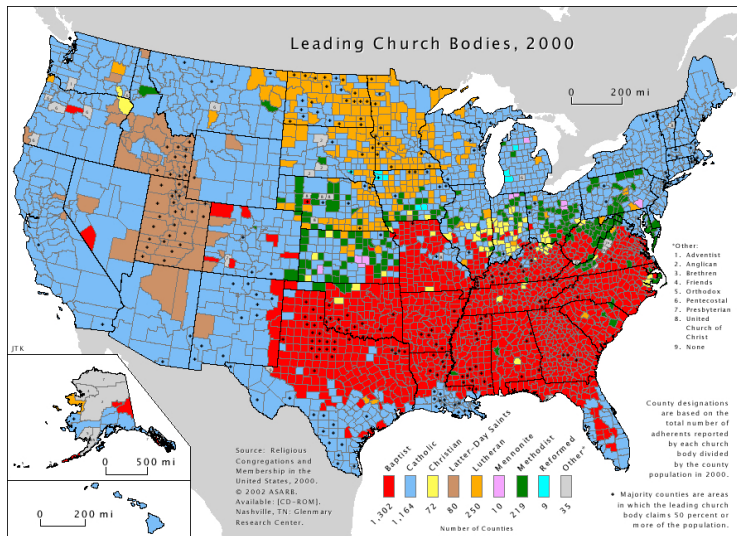 Leading Church Bodies, 2000
0 200 mi
*Other:
1. Adventist
2. Anglican
3. Brethren
4. Friends
5. Orthodox
6. Pentecostal
7. Presbyterian
8. United
Church of
Christ
9. None
JTK
0 500 mi
0 200 mi
Source: Religious
Congregations and
Membership in the
United States, 2000.
© 2002 ASARB.
Available: [CD-ROM].
Nashville, TN: Glenmary
Research Center.
Baptist
Catholic
Christian
Latter-Day Saints
Lutheran
Mennonite
Methodist
Reformed
Other*
1,302
1,164
72
80
250
10
219
9
35
Number of Counties
County designations
are based on the
total number of
adherents reported
by each church
body divided
by the county
population in 2000.
Majority counties are areas
in which the leading church
body claims 50 percent or
more of the population.